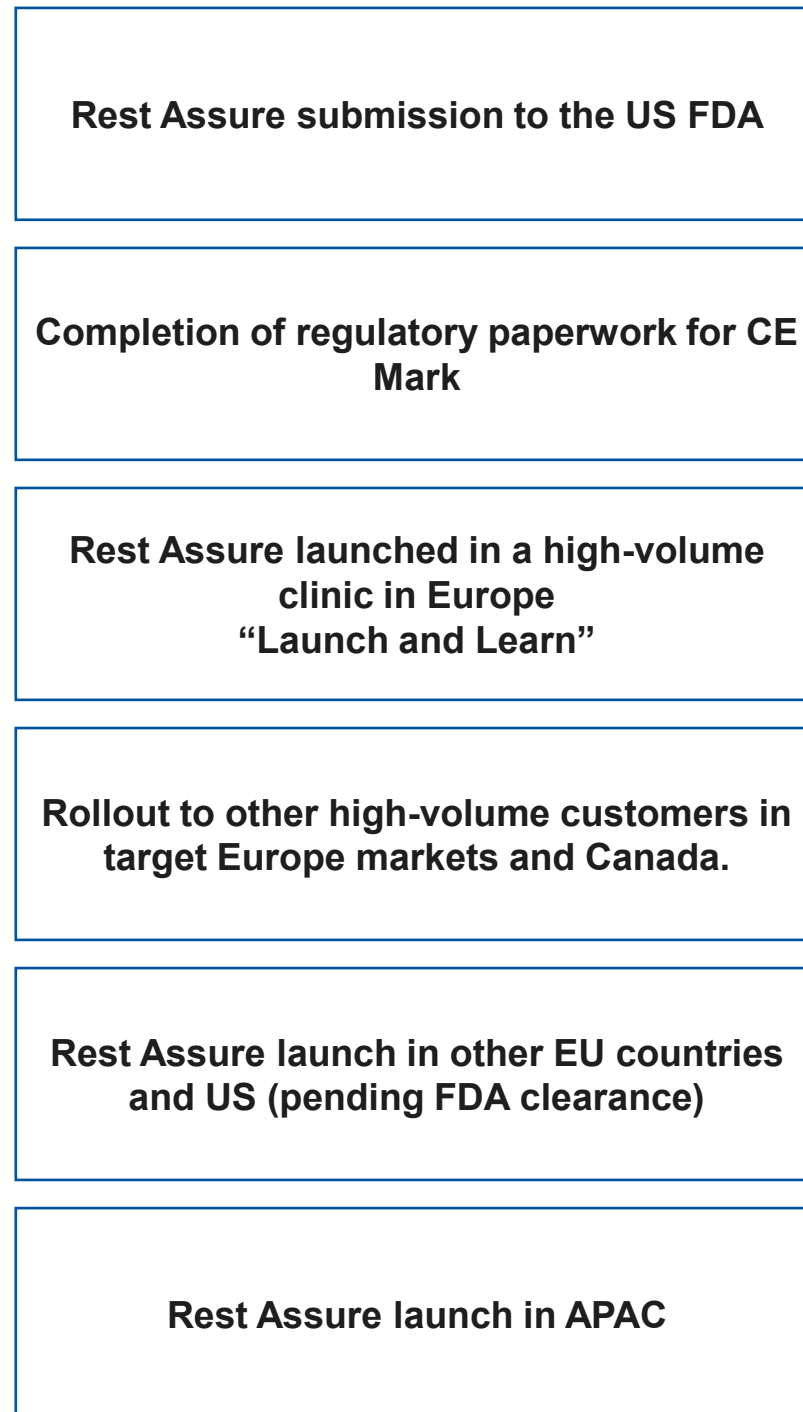 Rest Assure submission to the US FDA
Completion of regulatory paperwork for CE
Mark
Rest Assure launched in a high-volume
clinic in Europe
“Launch and Learn”
Rollout to other high-volume customers in
target Europe markets and Canada.
Rest Assure launch in other EU countries
and US (pending FDA clearance)
Rest Assure launch in APAC